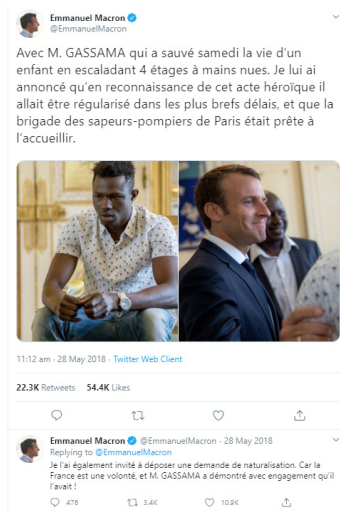 Emmanuel Macron
@EmmanuelMacron
Avec M. GASSAMA qui a sauvé samedi la vie d'un
enfant en escaladant 4 étages à mains nues. Je lui ai
annoncé qu'en reconnaissance de cet acte héroïque il
allait être régularisé dans les plus brefs délais, et que la
brigade des sapeurs-pompiers de Paris était prête à
l'accueillir.
11:12 am · 28 May 2018 · Twitter Web Client
22.3K Retweets 54.4K Likes
Emmanuel Macron @EmmanuelMacron · 28 May 2018
Replying to @EmmanuelMacron
Je l'ai également invité à déposer une demande de naturalisation. Car la
France est une volonté, et M. GASSAMA a démontré avec engagement qu'il
l'avait !
476 3.4K 10.9K